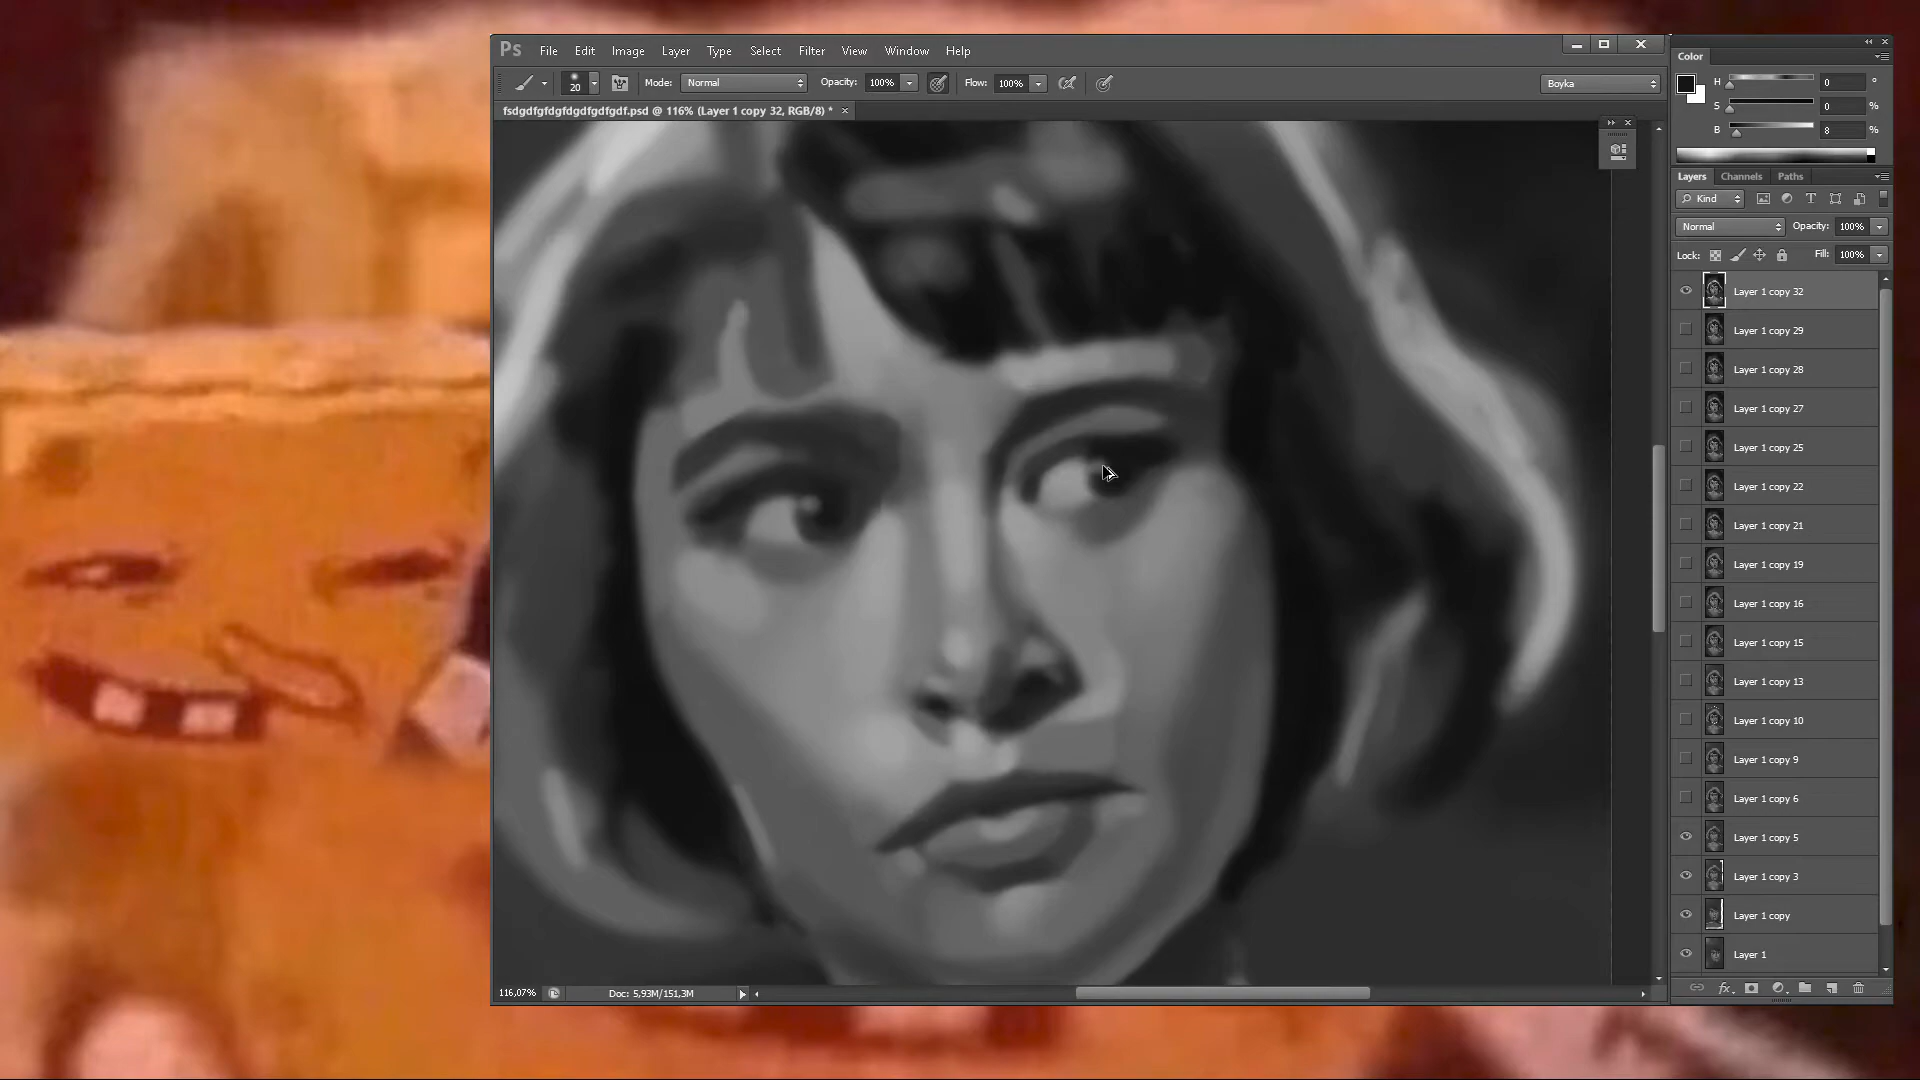 Ps File Edit Image Layer Type Select Filter View Window Help
20 Mode: Normal Opacity: 100% Flow: 100% Boyka
fsdgdfgfdgfdgdfgdfgdf.psd @ 116% (Layer 1 copy 32, RGB/8) * ×
Color
H 0 °
S 0 %
B 8 %
Layers Channels Paths
Kind
Normal Opacity: 100%
Lock: Fill: 100%
Layer 1 copy 32
Layer 1 copy 29
Layer 1 copy 28
Layer 1 copy 27
Layer 1 copy 25
Layer 1 copy 22
Layer 1 copy 21
Layer 1 copy 19
Layer 1 copy 16
Layer 1 copy 15
Layer 1 copy 13
Layer 1 copy 10
Layer 1 copy 9
Layer 1 copy 6
Layer 1 copy 5
Layer 1 copy 3
Layer 1 copy
Layer 1
fx
116,07% Doc: 5,93M/151,3M